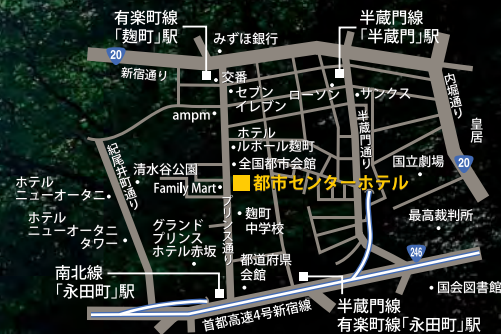 有楽町線
「麹町」駅
みずほ銀行
半蔵門線
「半蔵門」駅
20
新宿通り
交番
セブン
イレブン
ローソン
サンクス
内堀通り
皇居
ampm
半蔵門通り
ホテル
ルポール麹町
紀尾井町通り
清水谷公園
全国都市会館
国立劇場
20
ホテル
ニューオータニ
Family Mart
都市センターホテル
プリンス通り
麹町
中学校
最高裁判所
ホテル
ニューオータニ
タワー
グランド
プリンス
ホテル赤坂
246
南北線
「永田町」駅
都道府県
会館
国会図書館
首都高速4号新宿線
半蔵門線
有楽町線「永田町」駅